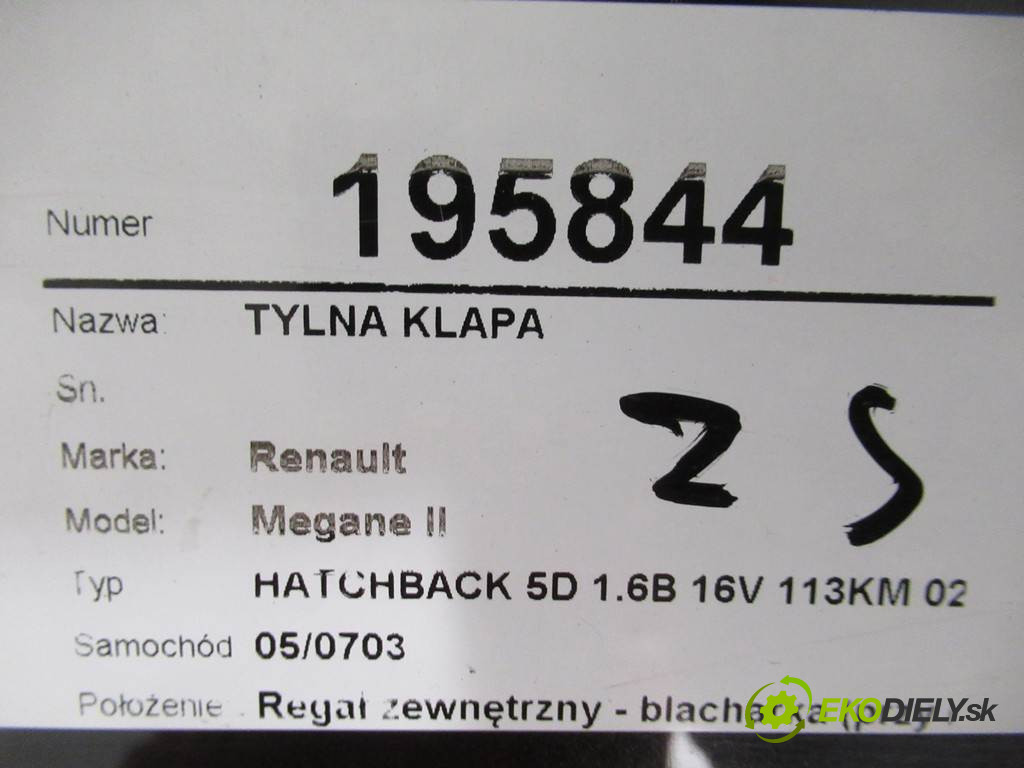 Numer 195844
Nazwa: TYLNA KLAPA
Sn.
Marka: Renault
Model: Megane II
Typ HATCHBACK 5D 1.6B 16V 113KM 02
Samochód 05/0703
Położenie Regał zewnętrzny - blacharka
EKODIELY.sk